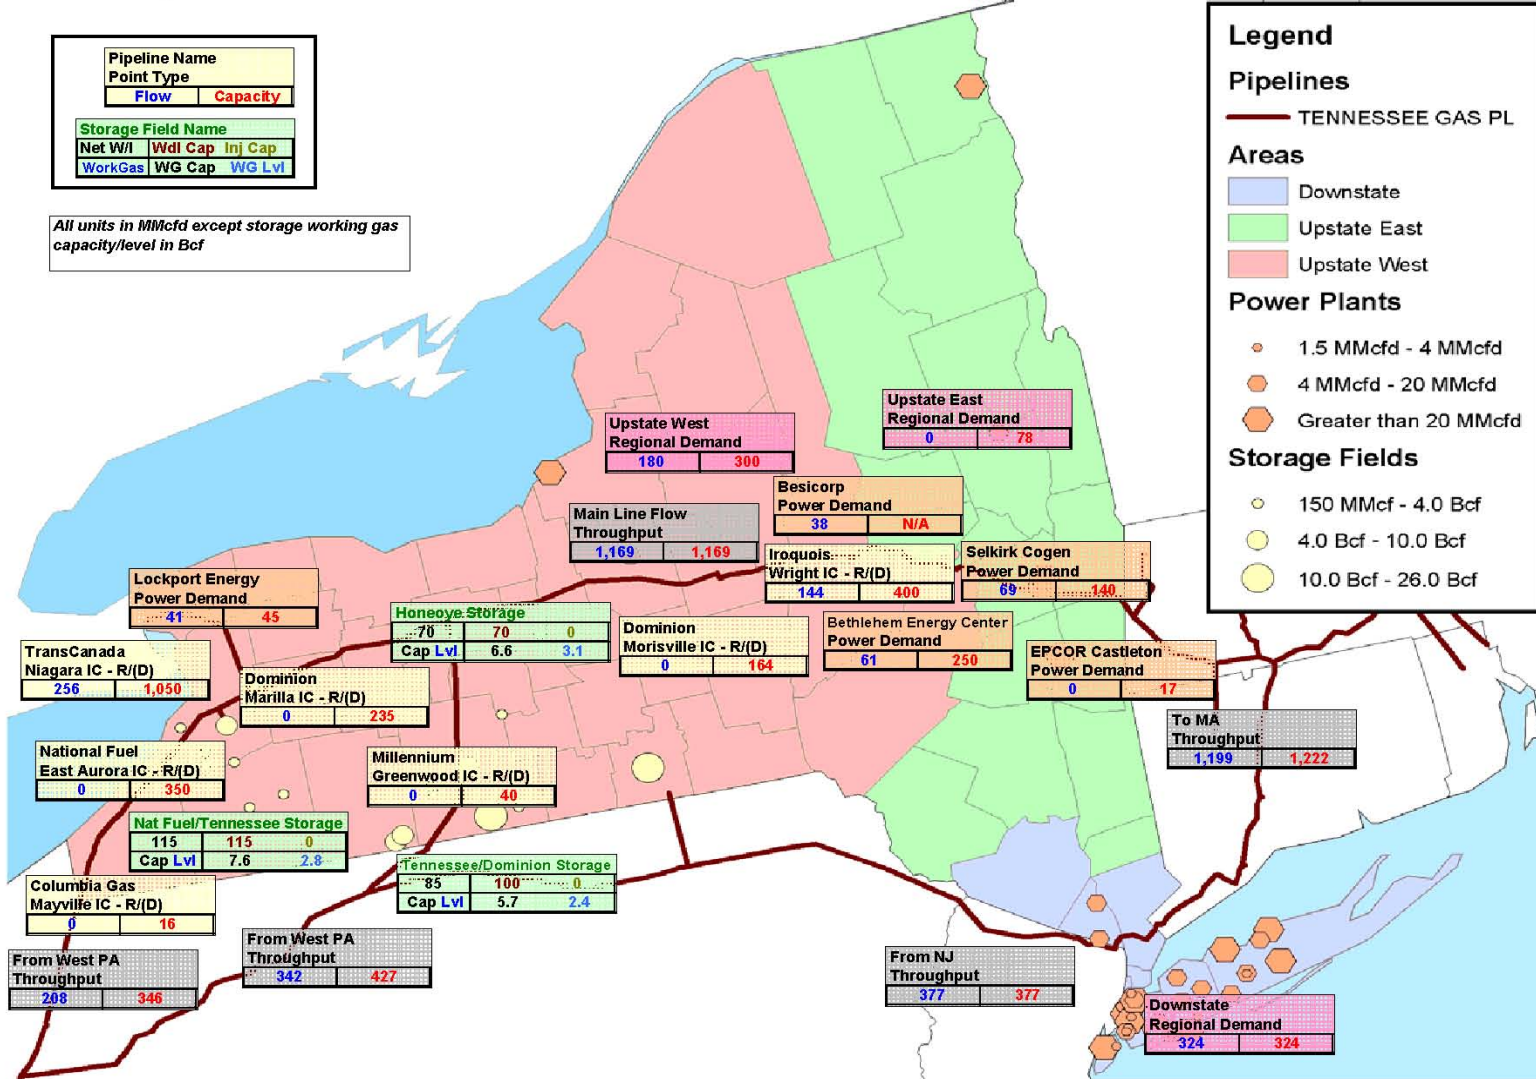 Pipeline Name
Point Type
Flow Capacity
Storage Field Name
Net W/I Wdl Cap Inj Cap
WorkGas WG Cap WG Lvl
All units in MMcfd except storage working gas
capacity/level in Bcf
Legend
Pipelines
TENNESSEE GAS PL
Areas
Downstate
Upstate East
Upstate West
Power Plants
1.5 MMcfd - 4 MMcfd
4 MMcfd - 20 MMcfd
Greater than 20 MMcfd
Storage Fields
150 MMcf - 4.0 Bcf
4.0 Bcf - 10.0 Bcf
10.0 Bcf - 26.0 Bcf
Upstate East
Regional Demand
0 78
Upstate West
Regional Demand
180 300
Besicorp
Power Demand
38 N/A
Main Line Flow
Throughput
1,169 1,169
Iroquois
Wright IC - R/(D)
144 400
Selkirk Cogen
Power Demand
69 140
Lockport Energy
Power Demand
41 45
Honeoye Storage
70 70 0
Cap Lvl 6.6 3.1
Dominion
Morisville IC - R/(D)
0 164
Bethlehem Energy Center
Power Demand
61 250
EPCOR Castleton
Power Demand
0 17
TransCanada
Niagara IC - R/(D)
256 1,050
Dominion
Marilla IC - R/(D)
0 235
To MA
Throughput
1,199 1,222
National Fuel
East Aurora IC - R/(D)
0 350
Millennium
Greenwood IC - R/(D)
0 40
Nat Fuel/Tennessee Storage
115 115 0
Cap Lvl 7.6 2.8
Tennessee/Dominion Storage
85 100 0
Cap Lvl 5.7 2.4
Columbia Gas
Mayville IC - R/(D)
0 16
From West PA
Throughput
342 427
From West PA
Throughput
208 346
From NJ
Throughput
377 377
Downstate
Regional Demand
324 324